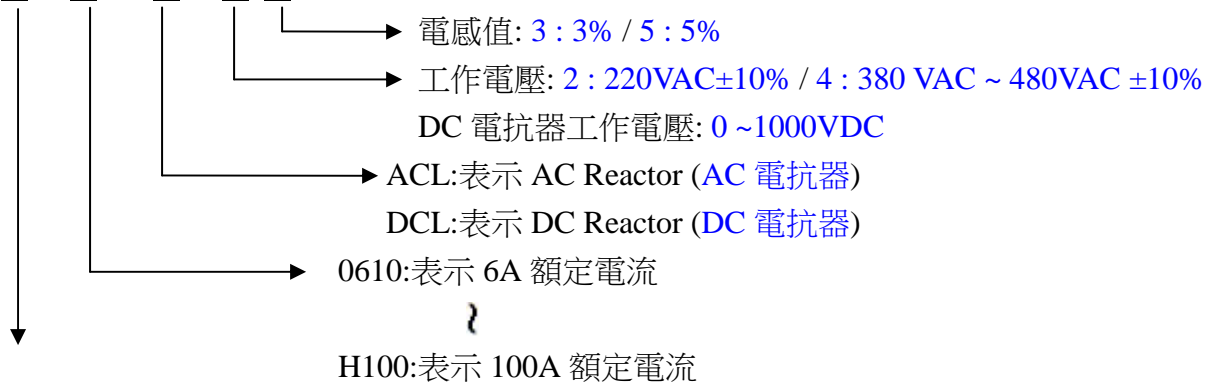 電感值: 3 : 3% / 5 : 5%
工作電壓: 2 : 220VAC±10% / 4 : 380 VAC ~ 480VAC ±10%
DC 電抗器工作電壓: 0 ~1000VDC
ACL:表示 AC Reactor (AC 電抗器)
DCL:表示 DC Reactor (DC 電抗器)
0610:表示 6A 額定電流
~
H100:表示 100A 額定電流